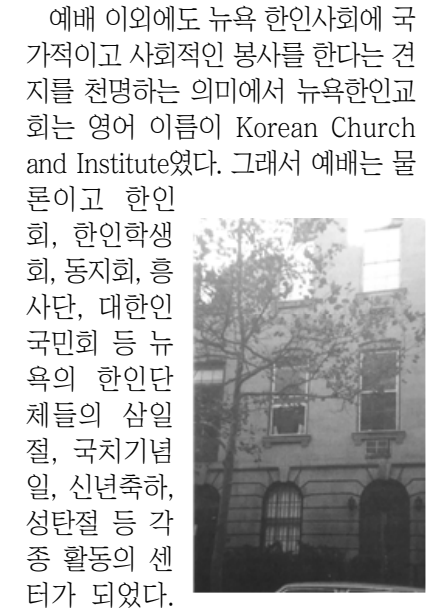 예배 이외에도 뉴욕 한인사회에 국
가적이고 사회적인 봉사를 한다는 견
지를 천명하는 의미에서 뉴욕한인교
회는 영어 이름이 Korean Church
and Institute였다. 그래서 예배는 물
론이고 한인
회, 한인학생
회, 동지회, 흥
사단, 대한인
국민회 등 뉴
욕의 한인단
체들의 삼일
절, 국치기념
일, 신년축하,
성탄절 등 각
종 활동의 센
터가 되었다.